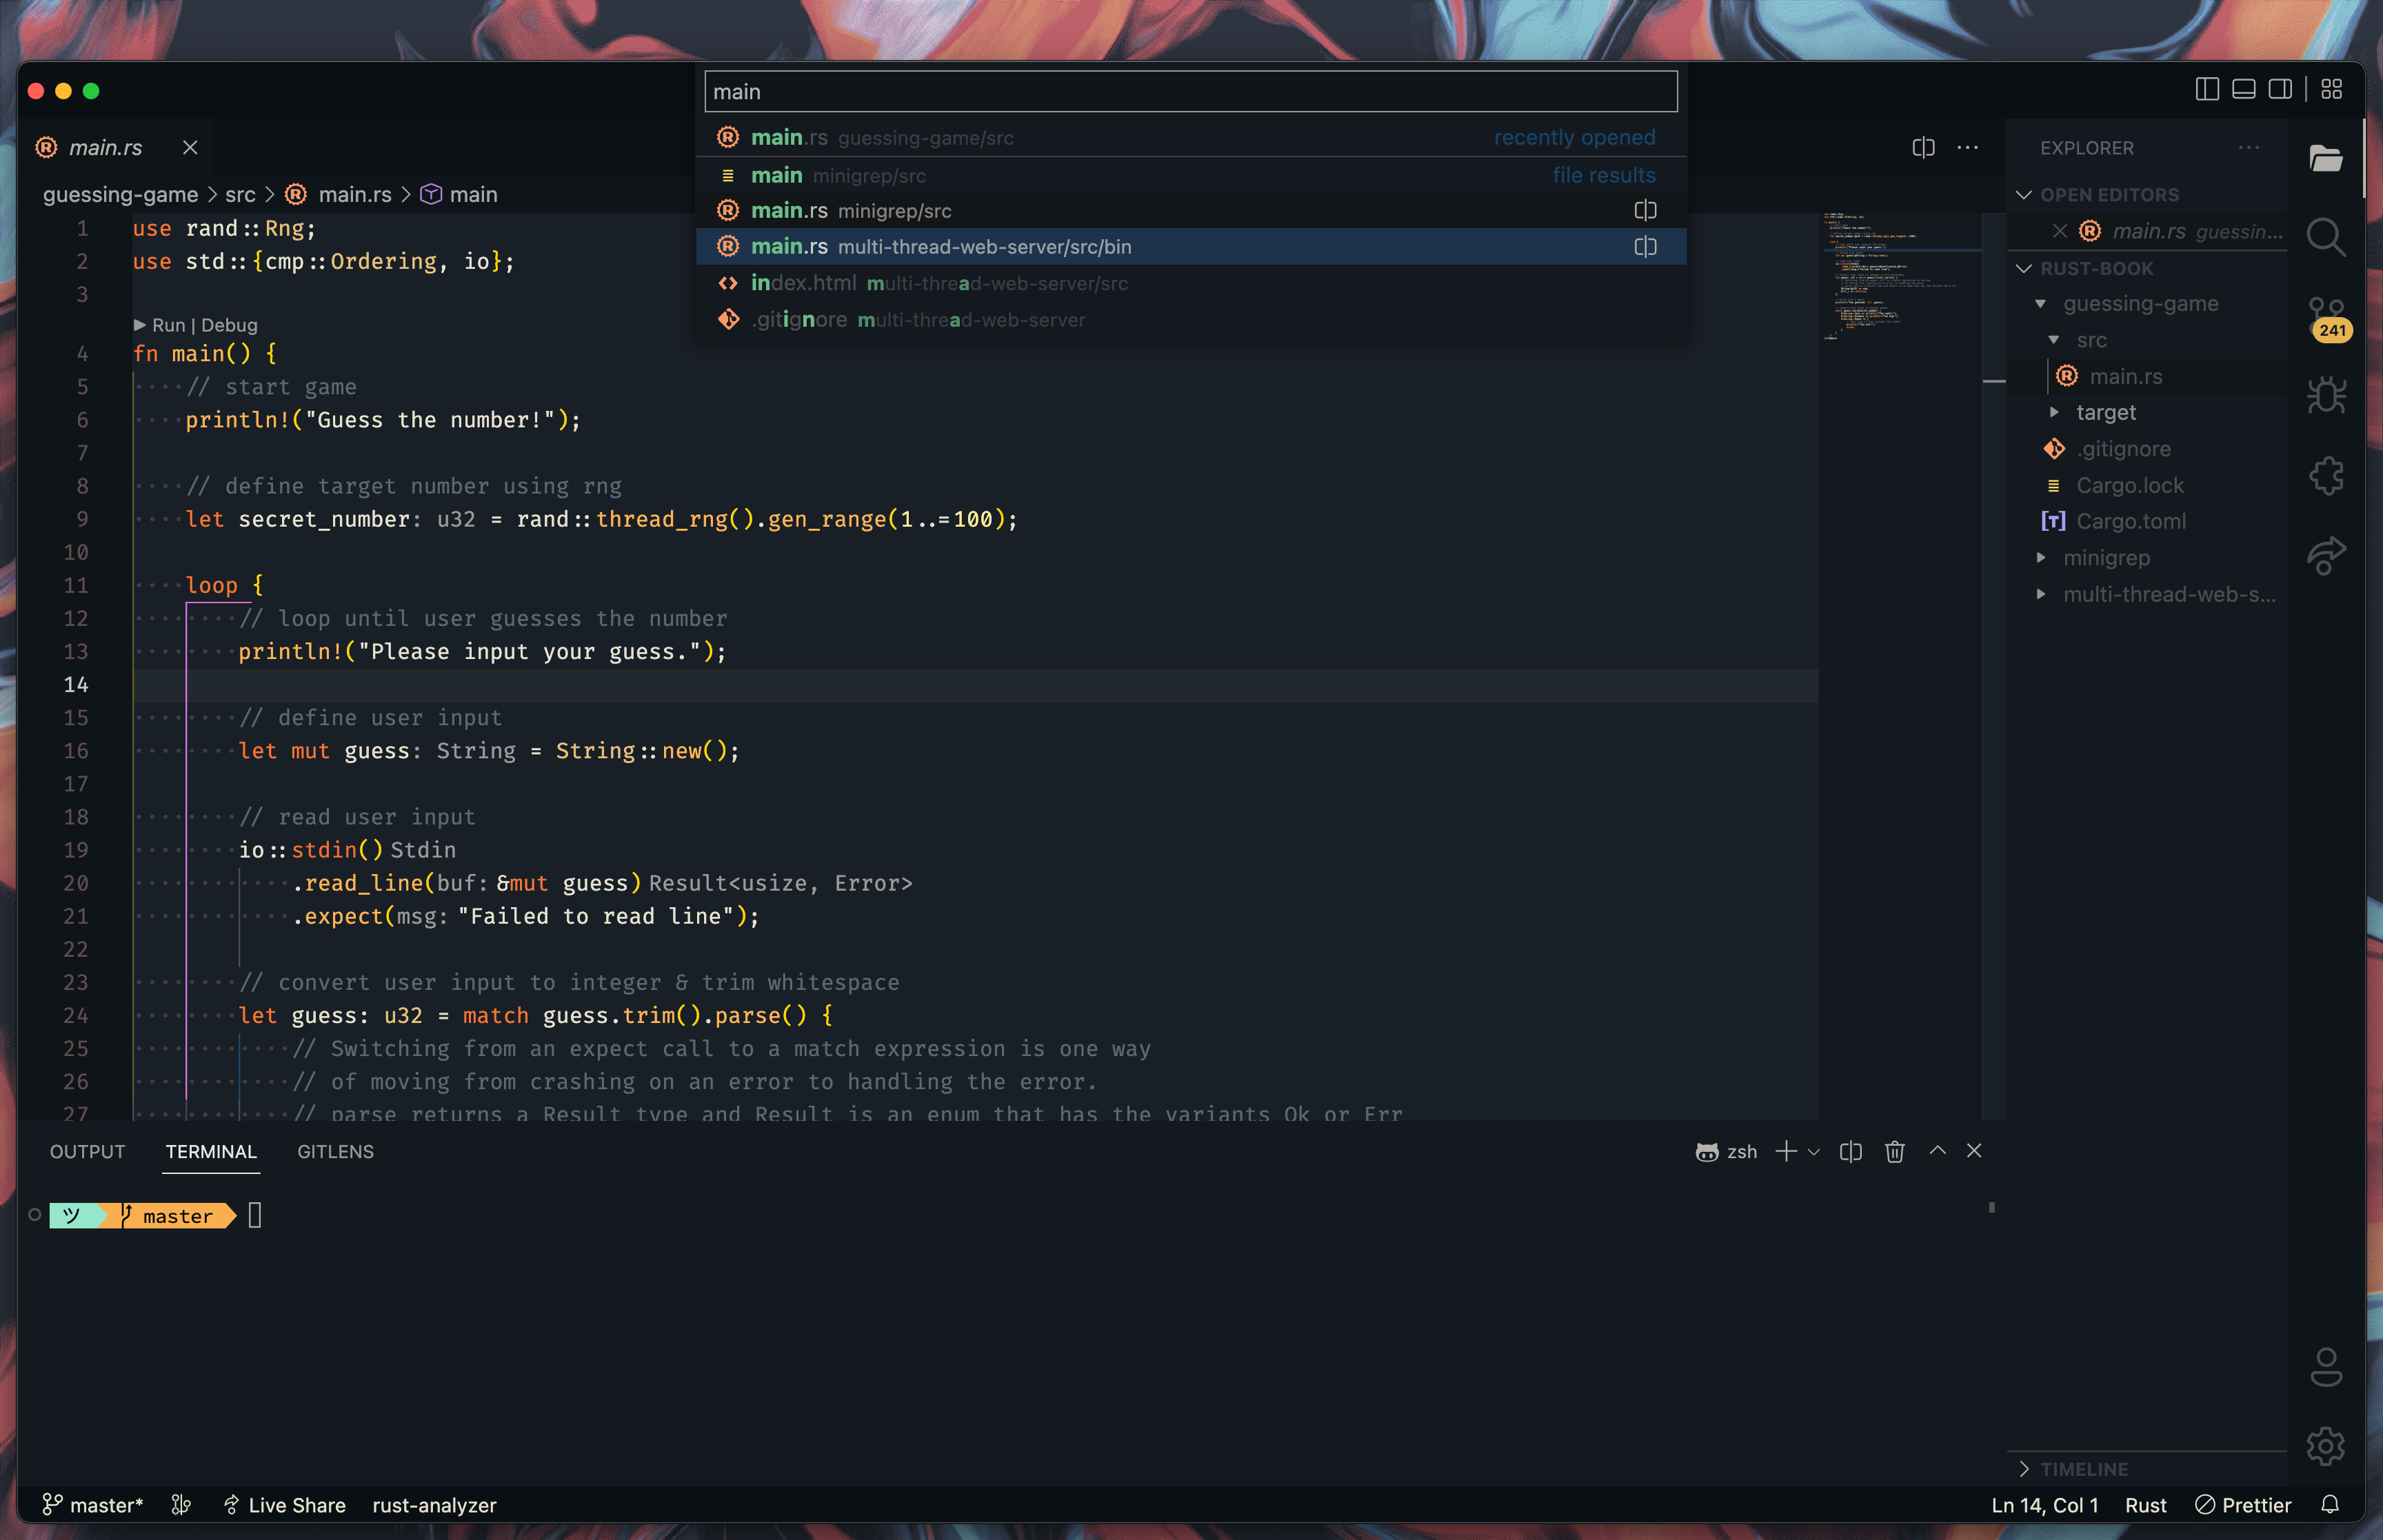 main
main.rs guessing-game/src recently opened
main minigrep/src file results
main.rs minigrep/src
main.rs multi-thread-web-server/src/bin
index.html multi-thread-web-server/src
.gitignore multi-thread-web-server
main.rs
guessing-game > src > main.rs > main
1 use rand::Rng;
2 use std::{cmp::Ordering, io};
3
Run | Debug
4 fn main() {
5 // start game
6 println!("Guess the number!");
7
8 // define target number using rng
9 let secret_number: u32 = rand::thread_rng().gen_range(1..=100);
10
11 loop {
12 // loop until user guesses the number
13 println!("Please input your guess.");
14
15 // define user input
16 let mut guess: String = String::new();
17
18 // read user input
19 io::stdin() Stdin
20 .read_line(buf: &mut guess) Result<usize, Error>
21 .expect(msg: "Failed to read line");
22
23 // convert user input to integer & trim whitespace
24 let guess: u32 = match guess.trim().parse() {
25 // Switching from an expect call to a match expression is one way
26 // of moving from crashing on an error to handling the error.
27 // parse returns a Result type and Result is an enum that has the variants Ok or Err
EXPLORER
OPEN EDITORS
main.rs guessin...
RUST-BOOK
guessing-game
src
main.rs
target
.gitignore
Cargo.lock
[T] Cargo.toml
minigrep
multi-thread-web-s...
TIMELINE
241
OUTPUT TERMINAL GITLENS
zsh
ツ master
master* Live Share rust-analyzer
Ln 14, Col 1 Rust Prettier